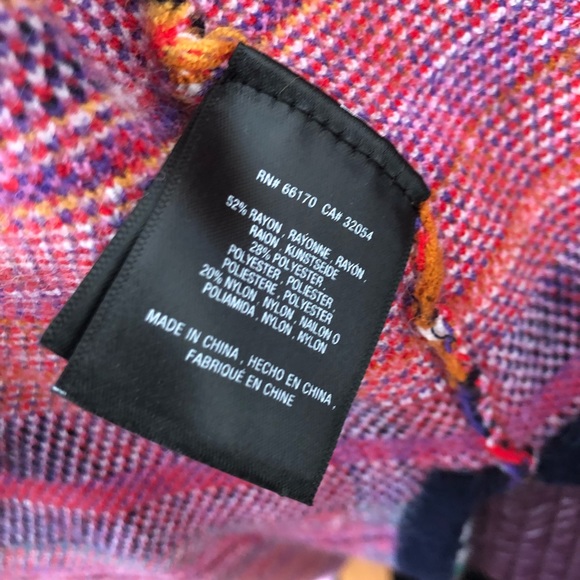 RN# 66170 CA# 32054
52% RAYON , RAYONNE, RAYÓN ,
RAION , KUNSTSEIDE
28% POLYESTER,
POLYESTER, POLIESTER,
POLIESTERE, POLYESTER
20% NYLON, NYLON, NAILON O
POLIAMIDA , NYLON , NYLON
MADE IN CHINA , HECHO EN CHINA ,
FABRIQUÉ EN CHINE